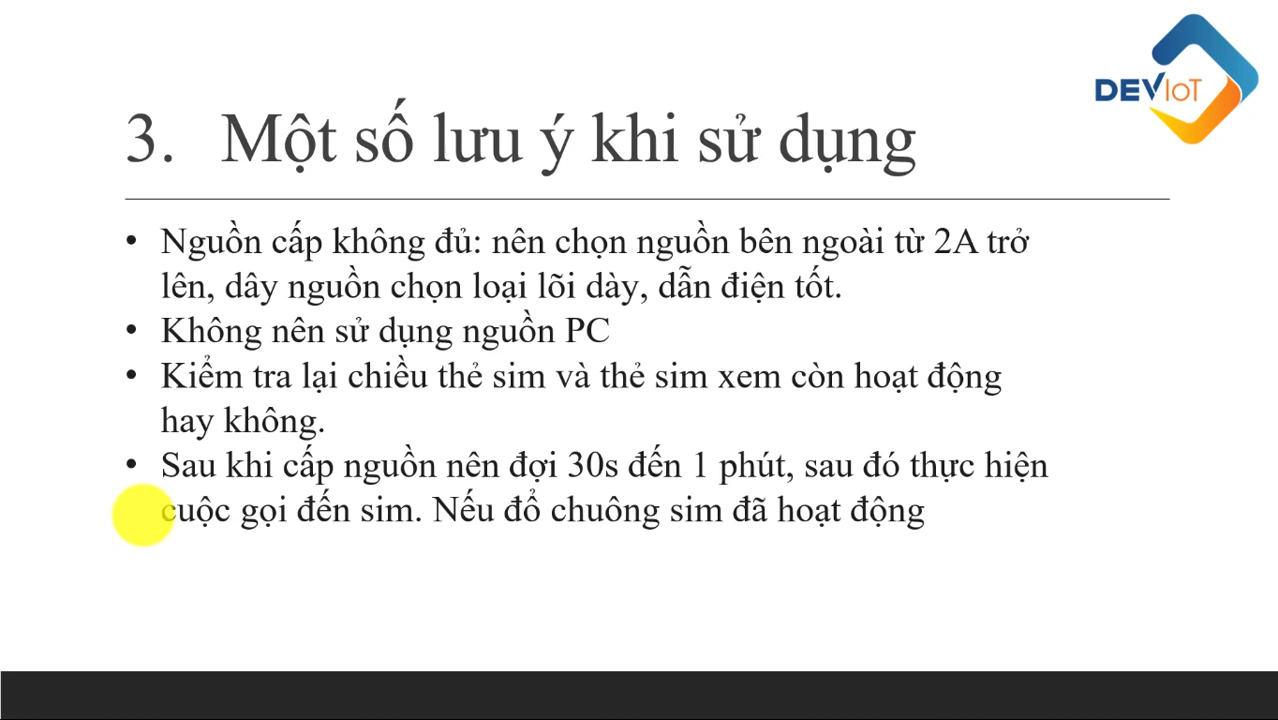 DEVIoT
3. Một số lưu ý khi sử dụng
• Nguồn cấp không đủ: nên chọn nguồn bên ngoài từ 2A trở
lên, dây nguồn chọn loại lõi dày, dẫn điện tốt.
• Không nên sử dụng nguồn PC
• Kiểm tra lại chiều thẻ sim và thẻ sim xem còn hoạt động
hay không.
• Sau khi cấp nguồn nên đợi 30s đến 1 phút, sau đó thực hiện
cuộc gọi đến sim. Nếu đổ chuông sim đã hoạt động